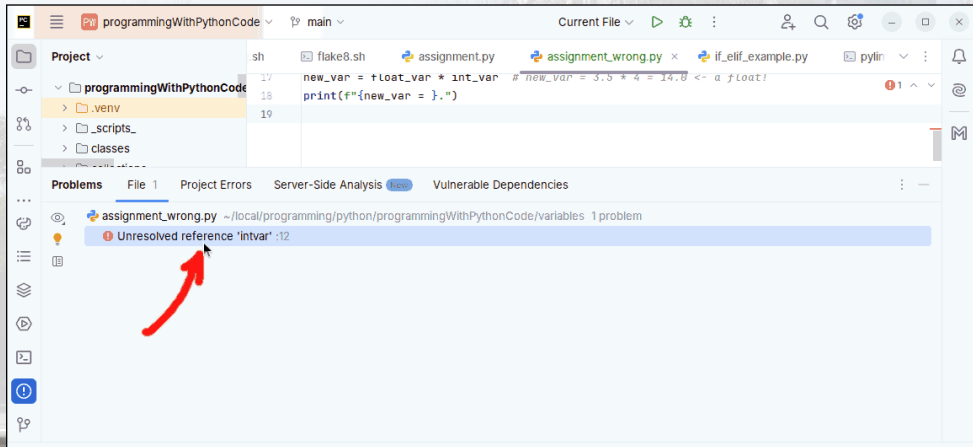 PC PW programmingWithPythonCode main Current File
Project .sh flake8.sh assignment.py assignment_wrong.py if_elif_example.py pylin
programmingWithPythonCode
.venv
_scripts_
classes
17 new_var = float_var * int_var # new_var = 3.5 * 4 = 14.0 <- a float!
18 print(f"{new_var = }.")
19
1
Problems File 1 Project Errors Server-Side Analysis New Vulnerable Dependencies
assignment_wrong.py ~/local/programming/python/programmingWithPythonCode/variables 1 problem
Unresolved reference 'intvar' :12